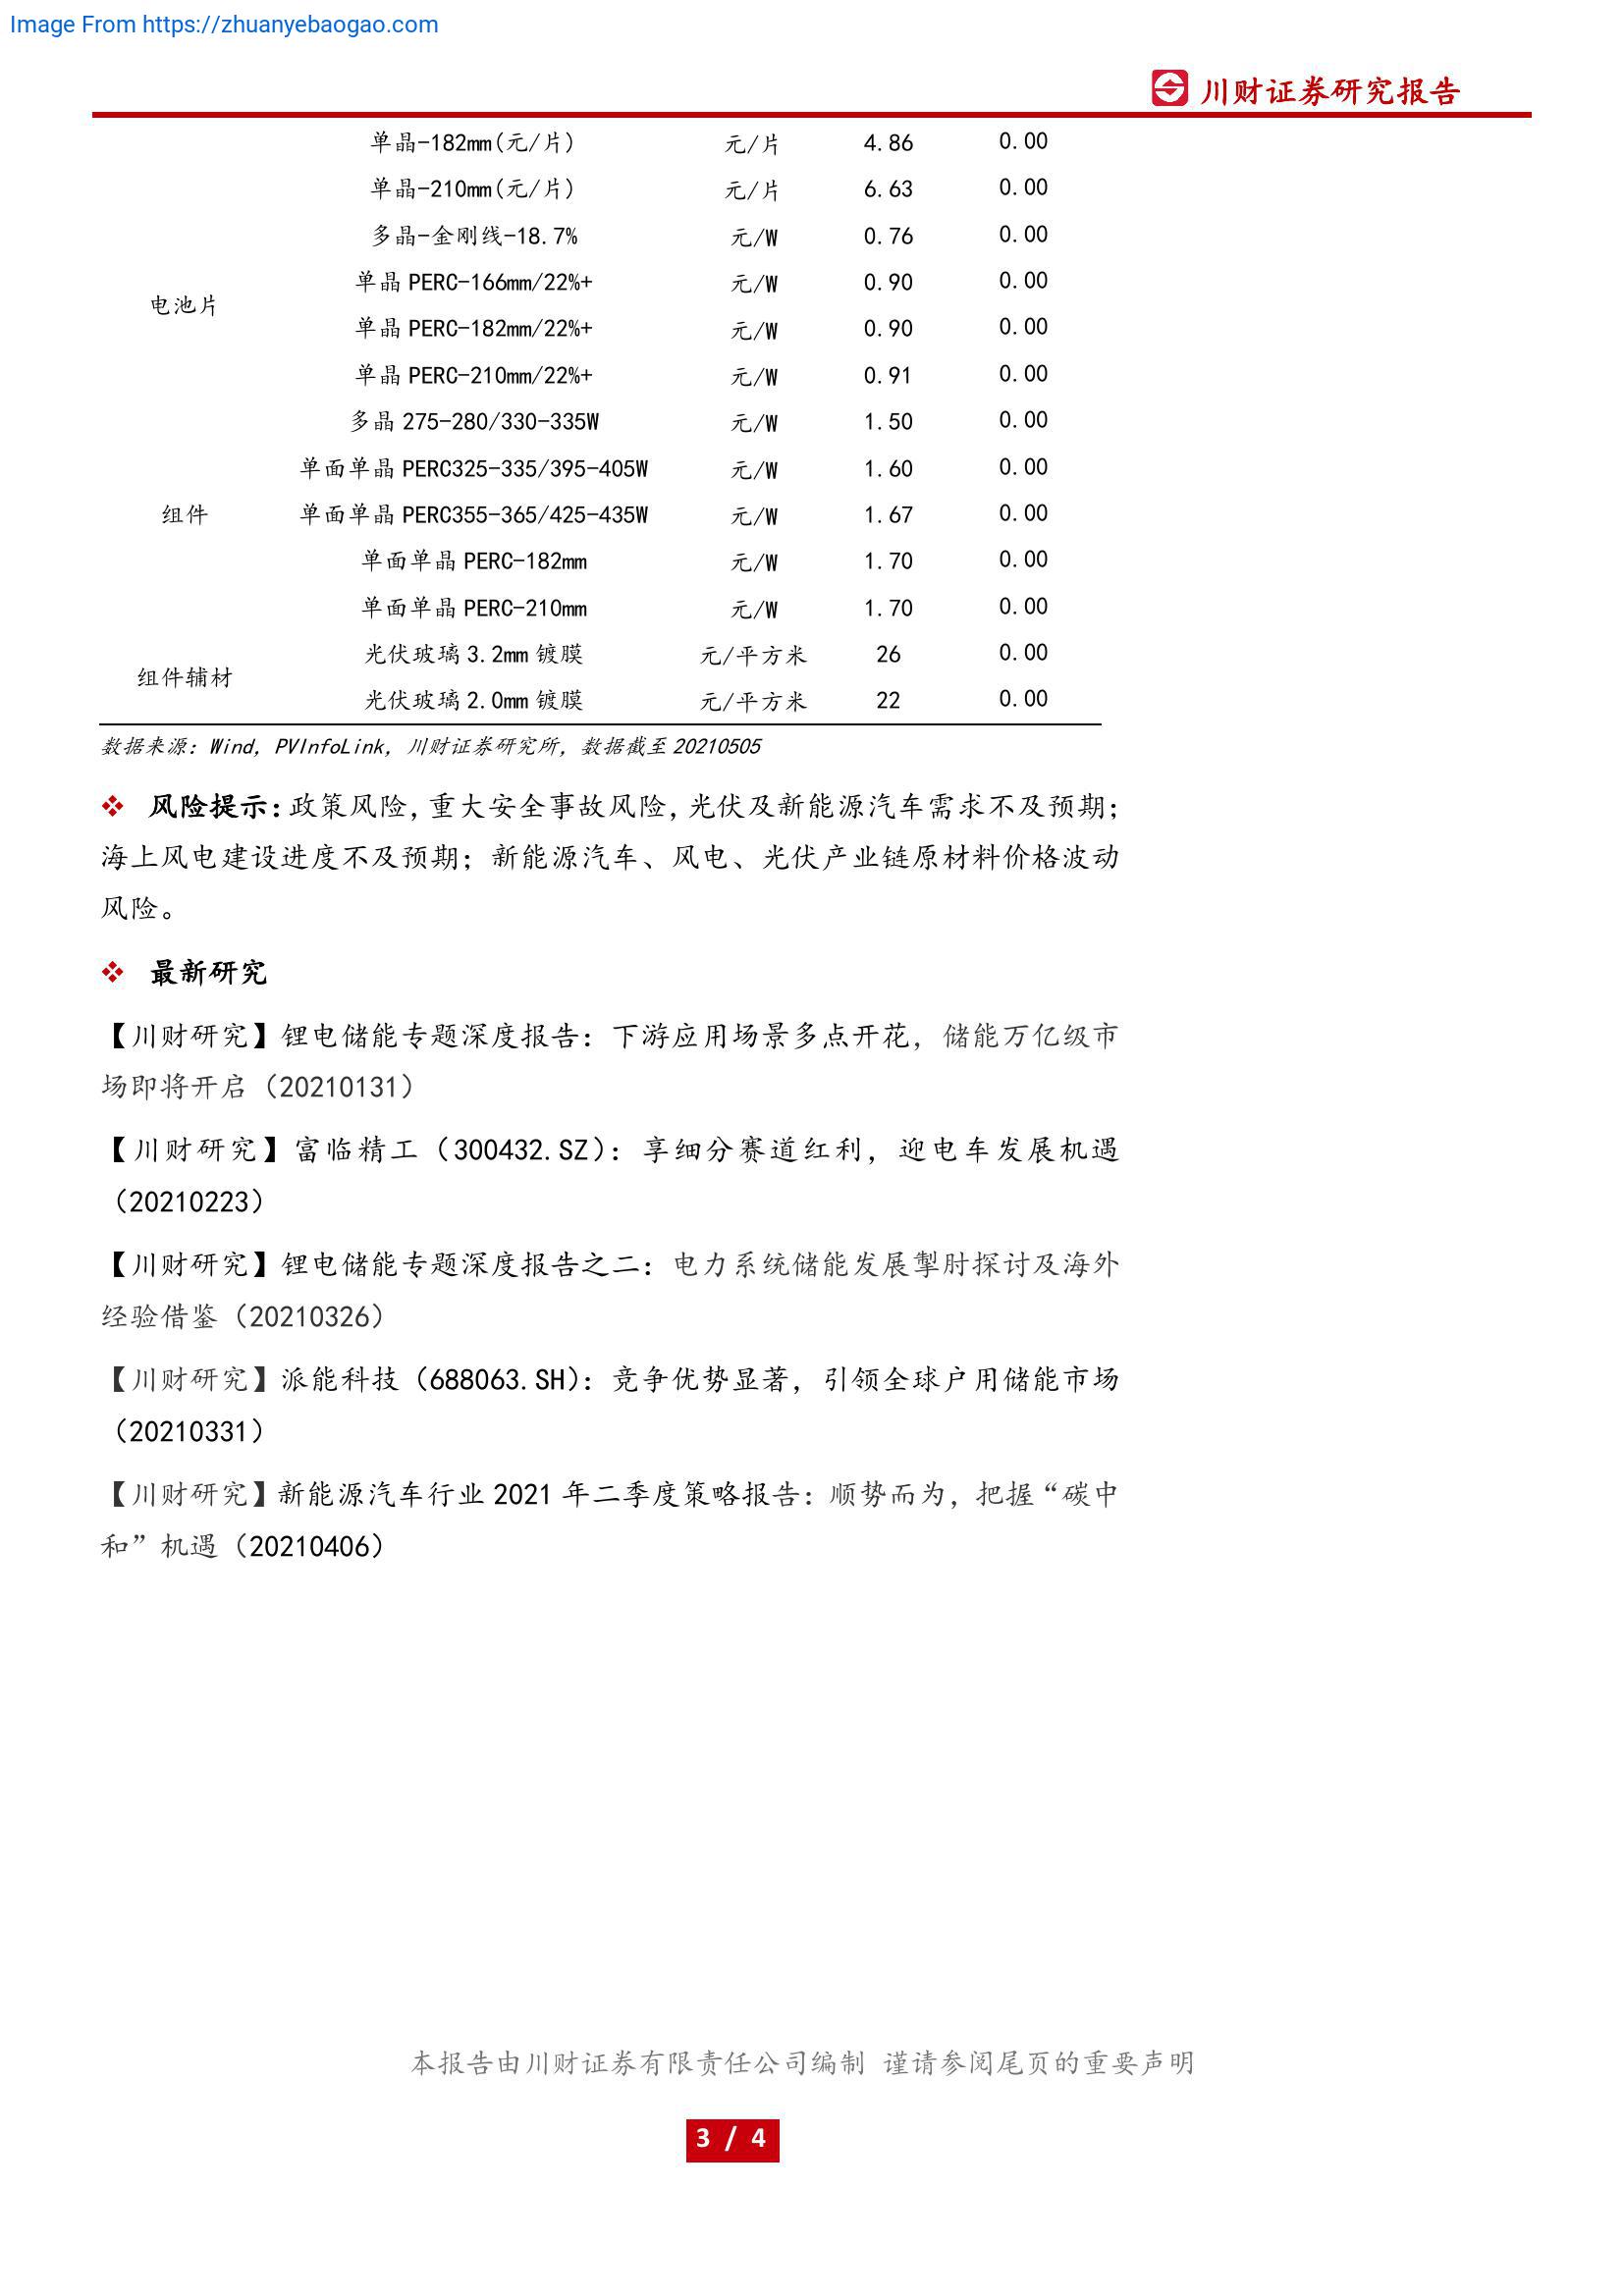 Image From https://zhuanyebaogao.com
川财证券研究报告
单晶-182mm(元/片) 元/片 4.86 0.00
单晶-210mm(元/片) 元/片 6.63 0.00
多晶-金刚线-18.7% 元/W 0.76 0.00
单晶 PERC-166mm/22%+ 元/W 0.90 0.00
电池片
单晶 PERC-182mm/22%+ 元/W 0.90 0.00
单晶 PERC-210mm/22%+ 元/W 0.91 0.00
多晶 275-280/330-335W 元/W 1.50 0.00
单面单晶 PERC325-335/395-405W 元/W 1.60 0.00
组件 单面单晶 PERC355-365/425-435W 元/W 1.67 0.00
单面单晶 PERC-182mm 元/W 1.70 0.00
单面单晶 PERC-210mm 元/W 1.70 0.00
光伏玻璃 3.2mm 镀膜 元/平方米 26 0.00
组件辅材
光伏玻璃 2.0mm 镀膜 元/平方米 22 0.00
数据来源：Wind, PVInfoLink, 川财证券研究所，数据截至 20210505
❖ 风险提示：政策风险，重大安全事故风险，光伏及新能源汽车需求不及预期；
海上风电建设进度不及预期；新能源汽车、风电、光伏产业链原材料价格波动
风险。
❖ 最新研究
【川财研究】锂电储能专题深度报告：下游应用场景多点开花，储能万亿级市
场即将开启（20210131）
【川财研究】富临精工（300432.SZ）：享细分赛道红利，迎电车发展机遇
（20210223）
【川财研究】锂电储能专题深度报告之二：电力系统储能发展掣肘探讨及海外
经验借鉴（20210326）
【川财研究】派能科技（688063.SH）：竞争优势显著，引领全球户用储能市场
（20210331）
【川财研究】新能源汽车行业 2021 年二季度策略报告：顺势而为，把握“碳中
和”机遇（20210406）
本报告由川财证券有限责任公司编制 谨请参阅尾页的重要声明
3 / 4